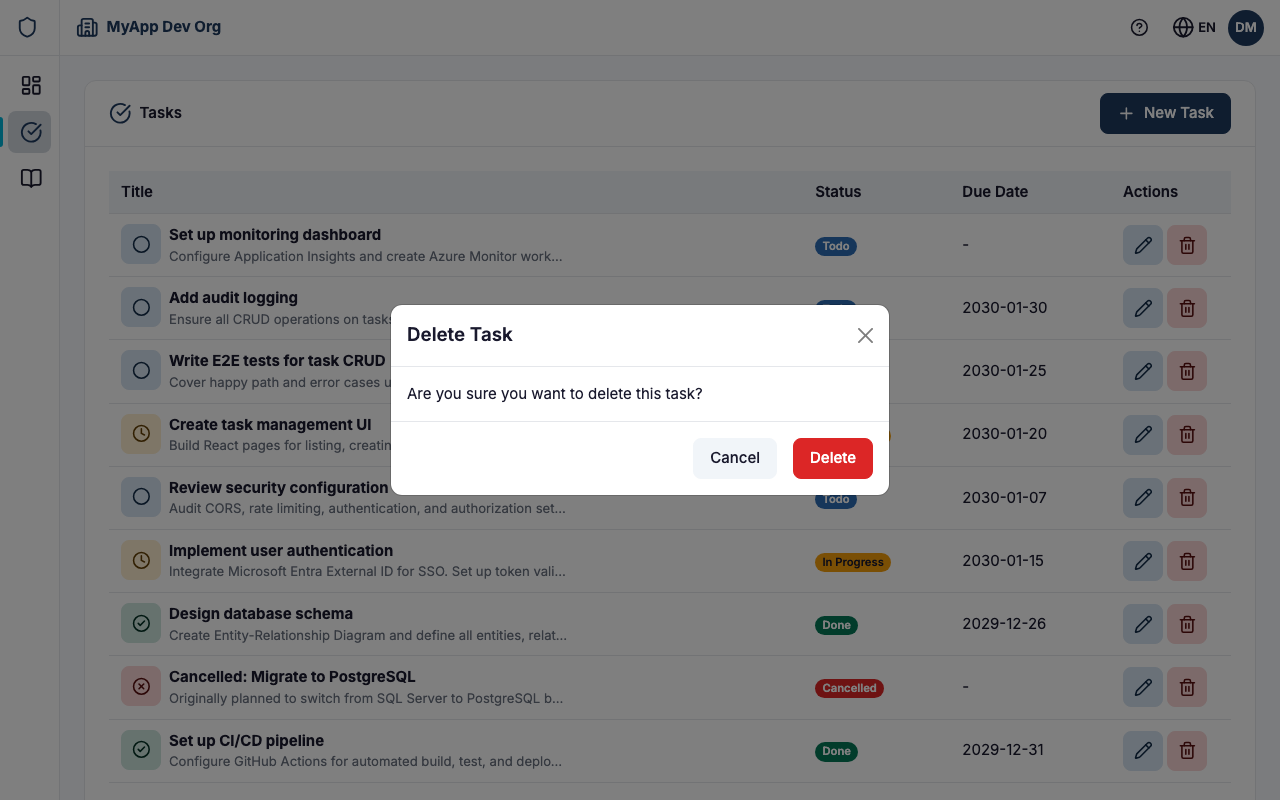 MyApp Dev Org
EN
DM
Tasks
New Task
Title
Status
Due Date
Actions
Set up monitoring dashboard
Configure Application Insights and create Azure Monitor work...
Todo
-
Add audit logging
Ensure all CRUD operations on tasks
2030-01-30
Write E2E tests for task CRUD
Cover happy path and error cases u
2030-01-25
Create task management UI
Build React pages for listing, creatin
2030-01-20
Delete Task
Are you sure you want to delete this task?
Cancel
Delete
Review security configuration
Audit CORS, rate limiting, authentication, and authorization set...
Todo
2030-01-07
Implement user authentication
Integrate Microsoft Entra External ID for SSO. Set up token vali...
In Progress
2030-01-15
Design database schema
Create Entity-Relationship Diagram and define all entities, relat...
Done
2029-12-26
Cancelled: Migrate to PostgreSQL
Originally planned to switch from SQL Server to PostgreSQL b...
Cancelled
-
Set up CI/CD pipeline
Configure GitHub Actions for automated build, test, and deplo...
Done
2029-12-31